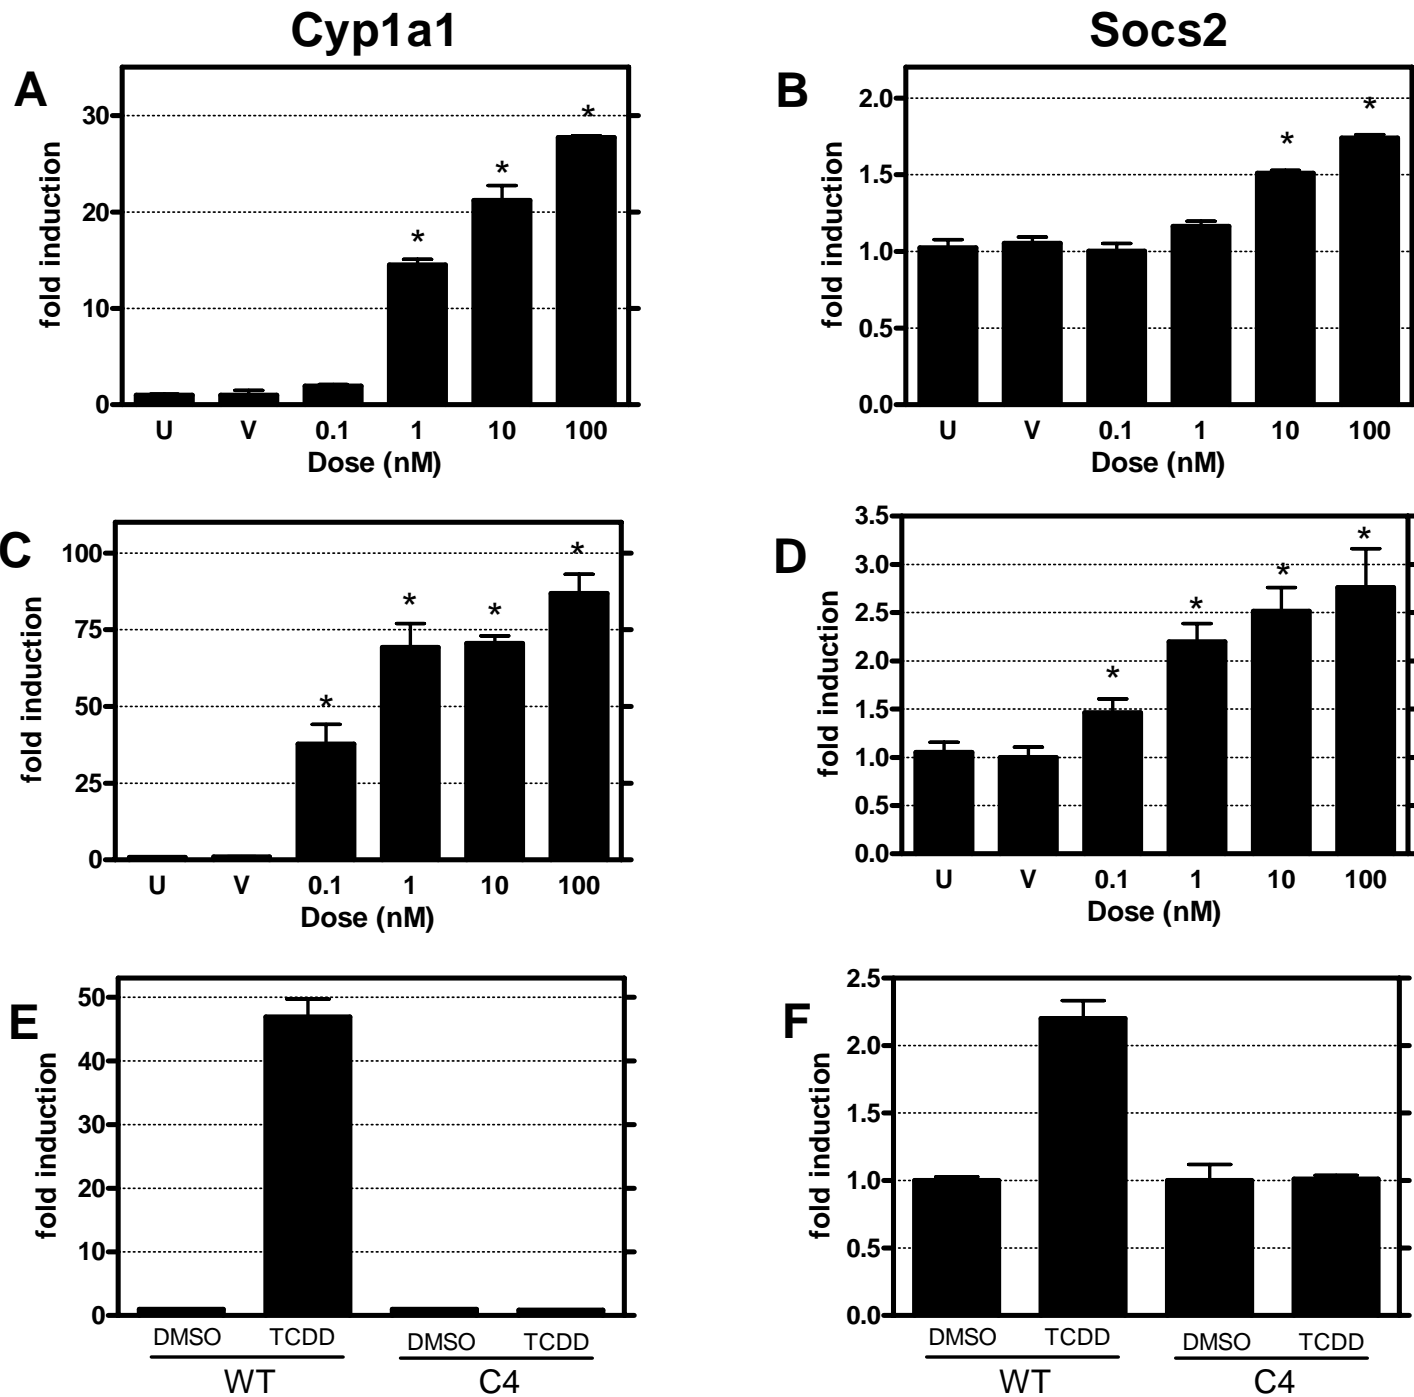 Cyp1a1
Socs2
A
fold induction
30
20
10
0
*
*
*
U V 0.1 1 10 100
Dose (nM)
B
fold induction
2.0
1.5
1.0
0.5
0.0
*
*
U V 0.1 1 10 100
Dose (nM)
C
fold induction
100
75
50
25
0
*
*
*
*
U V 0.1 1 10 100
Dose (nM)
D
fold induction
3.5
3.0
2.5
2.0
1.5
1.0
0.5
0.0
*
*
*
*
U V 0.1 1 10 100
Dose (nM)
E
fold induction
50
40
30
20
10
0
DMSO TCDD DMSO TCDD
WT C4
F
fold induction
2.5
2.0
1.5
1.0
0.5
0.0
DMSO TCDD DMSO TCDD
WT C4